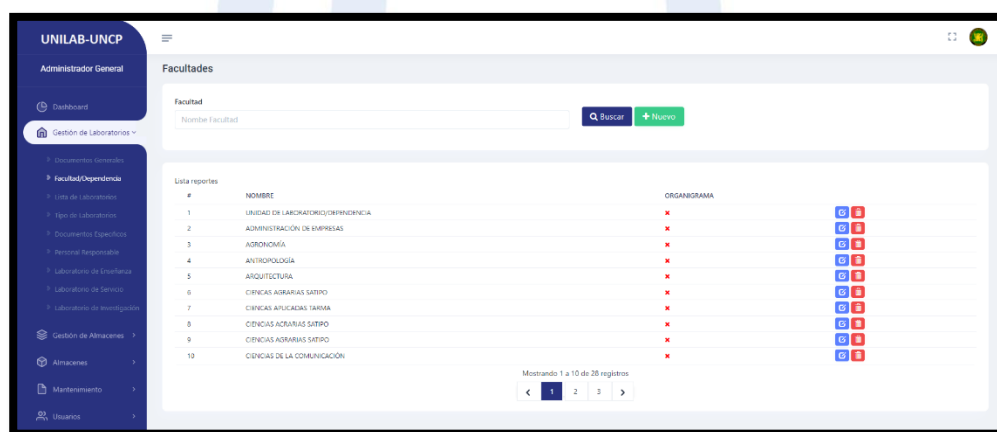 UNILAB-UNCP
Administrador General
Dashboard
Gestión de Laboratorios
Documentos Generales
Facultad/Dependencia
Lista de Laboratorios
Tipo de Laboratorios
Documentos Específicos
Personal Responsable
Laboratorio de Enseñanza
Laboratorio de Servicio
Laboratorio de Investigación
Gestión de Almacenes
Almacenes
Mantenimiento
Usuarios
Facultades
Facultad
Nombe Facultad
Buscar
Nuevo
Lista reportes
# NOMBRE ORGANIGRAMA
1 UNIDAD DE LABORATORIO/DEPENDENCIA
2 ADMINISTRACIÓN DE EMPRESAS
3 AGRONOMÍA
4 ANTROPOLOGÍA
5 ARQUITECTURA
6 CIENCAS AGRARIAS SATIPO
7 CIENCAS APLICADAS TARMA
8 CIENCIAS AGRARIAS SATIPO
9 CIENCIAS AGRARIAS SATIPO
10 CIENCIAS DE LA COMUNICACIÓN
Mostrando 1 a 10 de 28 registros
1 2 3